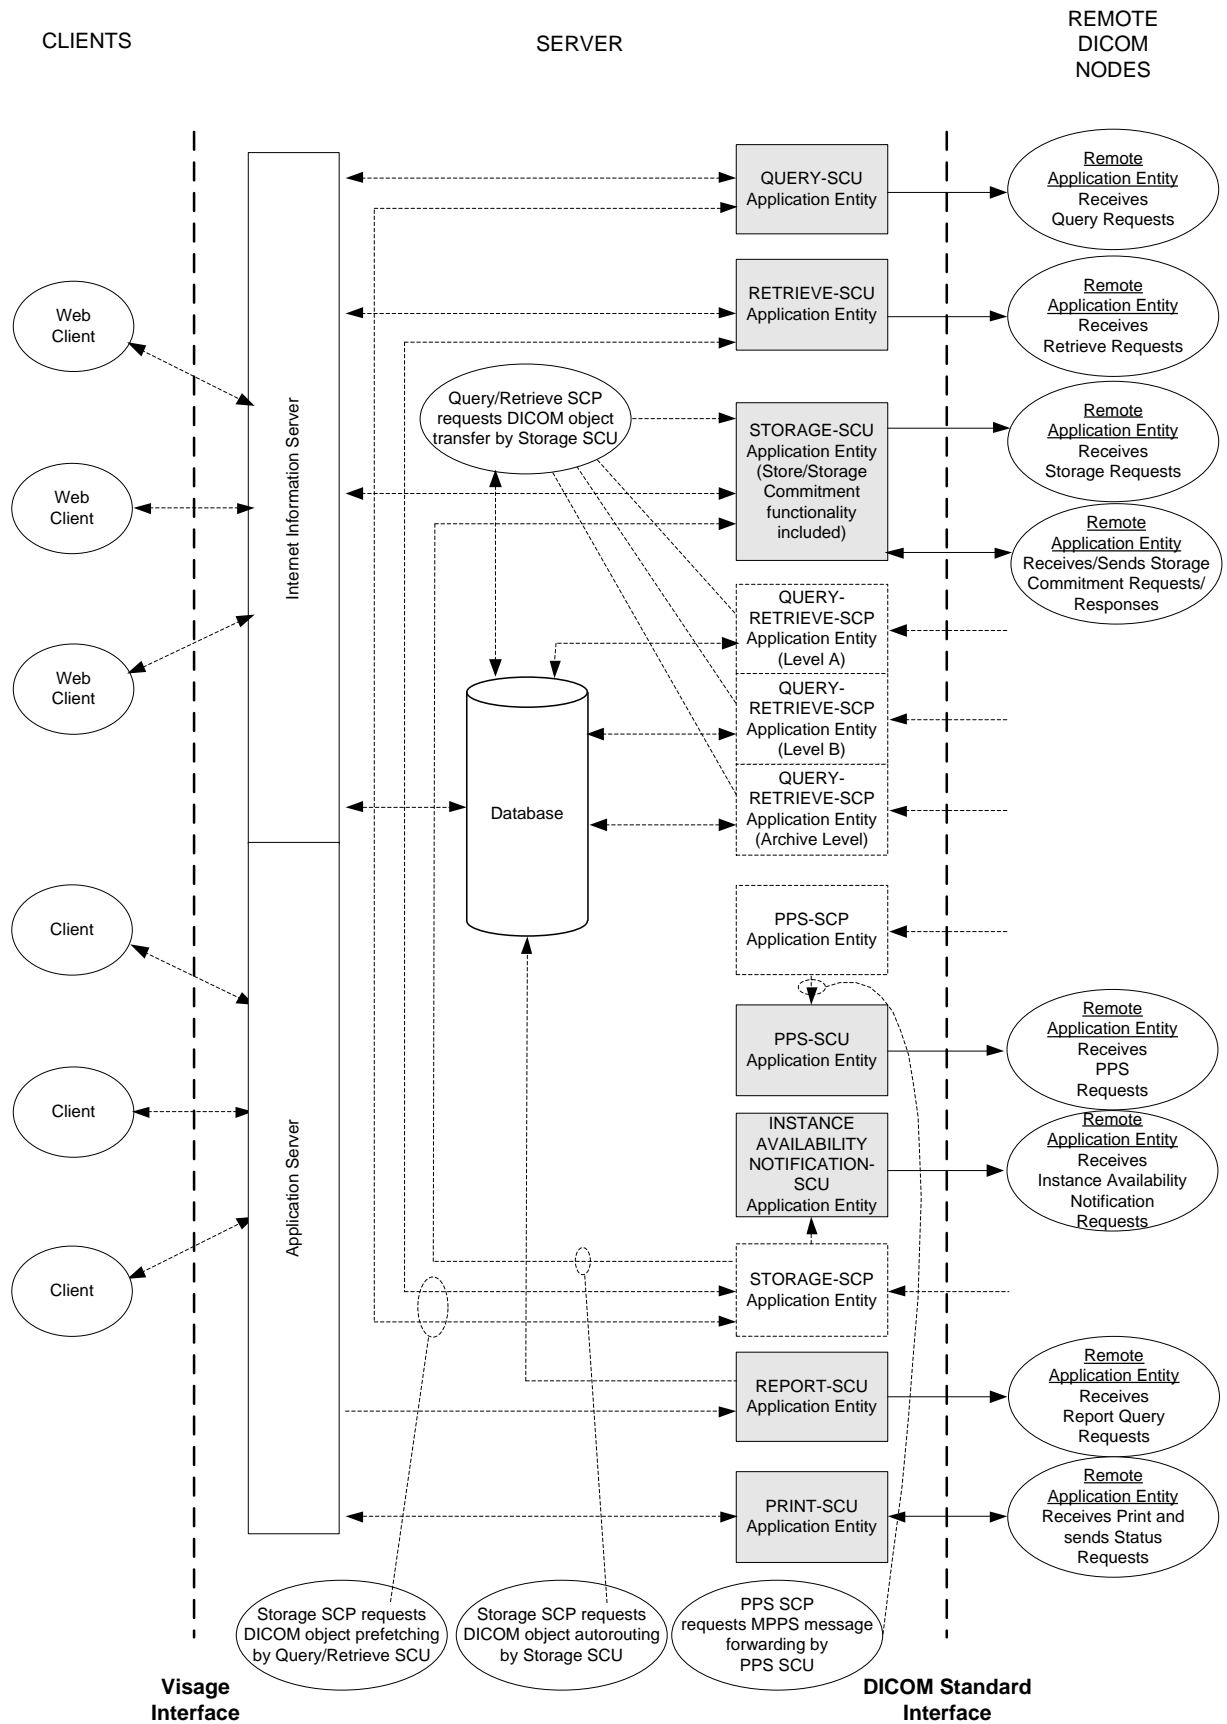 CLIENTS
SERVER
REMOTE
DICOM
NODES
QUERY-SCU
Application Entity
Remote
Application Entity
Receives
Query Requests
RETRIEVE-SCU
Application Entity
Remote
Application Entity
Receives
Retrieve Requests
Web
Client
Web
Client
Web
Client
Internet Information Server
Query/Retrieve SCP
requests DICOM object
transfer by Storage SCU
STORAGE-SCU
Application Entity
(Store/Storage
Commitment
functionality
included)
Remote
Application Entity
Receives
Storage Requests
Remote
Application Entity
Receives/Sends Storage
Commitment Requests/
Responses
QUERY-
RETRIEVE-SCP
Application Entity
(Level A)
QUERY-
RETRIEVE-SCP
Application Entity
(Level B)
QUERY-
RETRIEVE-SCP
Application Entity
(Archive Level)
Database
Client
Client
Client
Application Server
PPS-SCP
Application Entity
PPS-SCU
Application Entity
Remote
Application Entity
Receives
PPS
Requests
INSTANCE
AVAILABILITY
NOTIFICATION-
SCU
Application Entity
Remote
Application Entity
Receives
Instance Availability
Notification
Requests
STORAGE-SCP
Application Entity
REPORT-SCU
Application Entity
Remote
Application Entity
Receives
Report Query
Requests
PRINT-SCU
Application Entity
Remote
Application Entity
Receives Print and
sends Status
Requests
Storage SCP requests
DICOM object prefetching
by Query/Retrieve SCU
Storage SCP requests
DICOM object autorouting
by Storage SCU
PPS SCP
requests MPPS message
forwarding by
PPS SCU
Visage
Interface
DICOM Standard
Interface